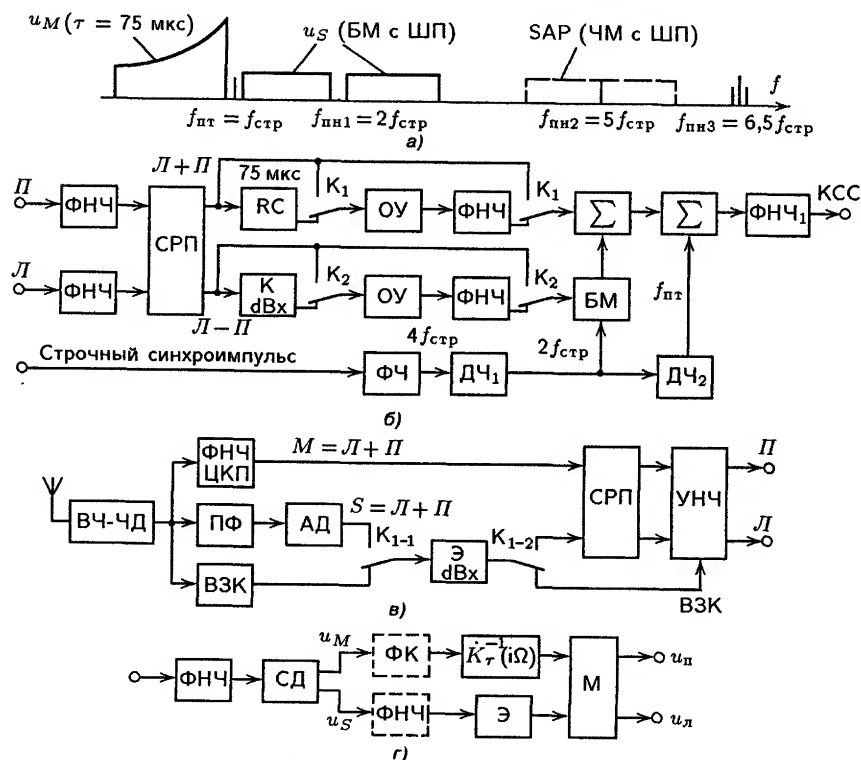 u_M (τ = 75 мкс)
u_S (БМ с ШП)
SAP (ЧМ с ШП)
f
f_пт = f_стр
f_пн1 = 2f_стр
f_пн2 = 5f_стр
f_пн3 = 6,5f_стр
а)
Л + П
75 мкс
К₁
К₁
КСС
П
ФНЧ
СРП
RC
ОУ
ФНЧ
Σ
Σ
ФНЧ₁
К₂
К₂
Л
ФНЧ
К dBx
ОУ
ФНЧ
БМ
f_пт
Л − П
4f_стр
2f_стр
Строчный синхроимпульс
ФЧ
ДЧ₁
ДЧ₂
б)
ФНЧ ЦКП
M = Л + П
СРП
УНЧ
П
ВЧ-ЧД
ПФ
АД
S = Л + П
К₁₋₁
К₁₋₂
Э dBx
Л
ВЗК
ВЗК
в)
u_M
ФК
K̇_τ⁻¹(iΩ)
u_п
ФНЧ
СД
М
u_S
ФНЧ
Э
u_л
г)